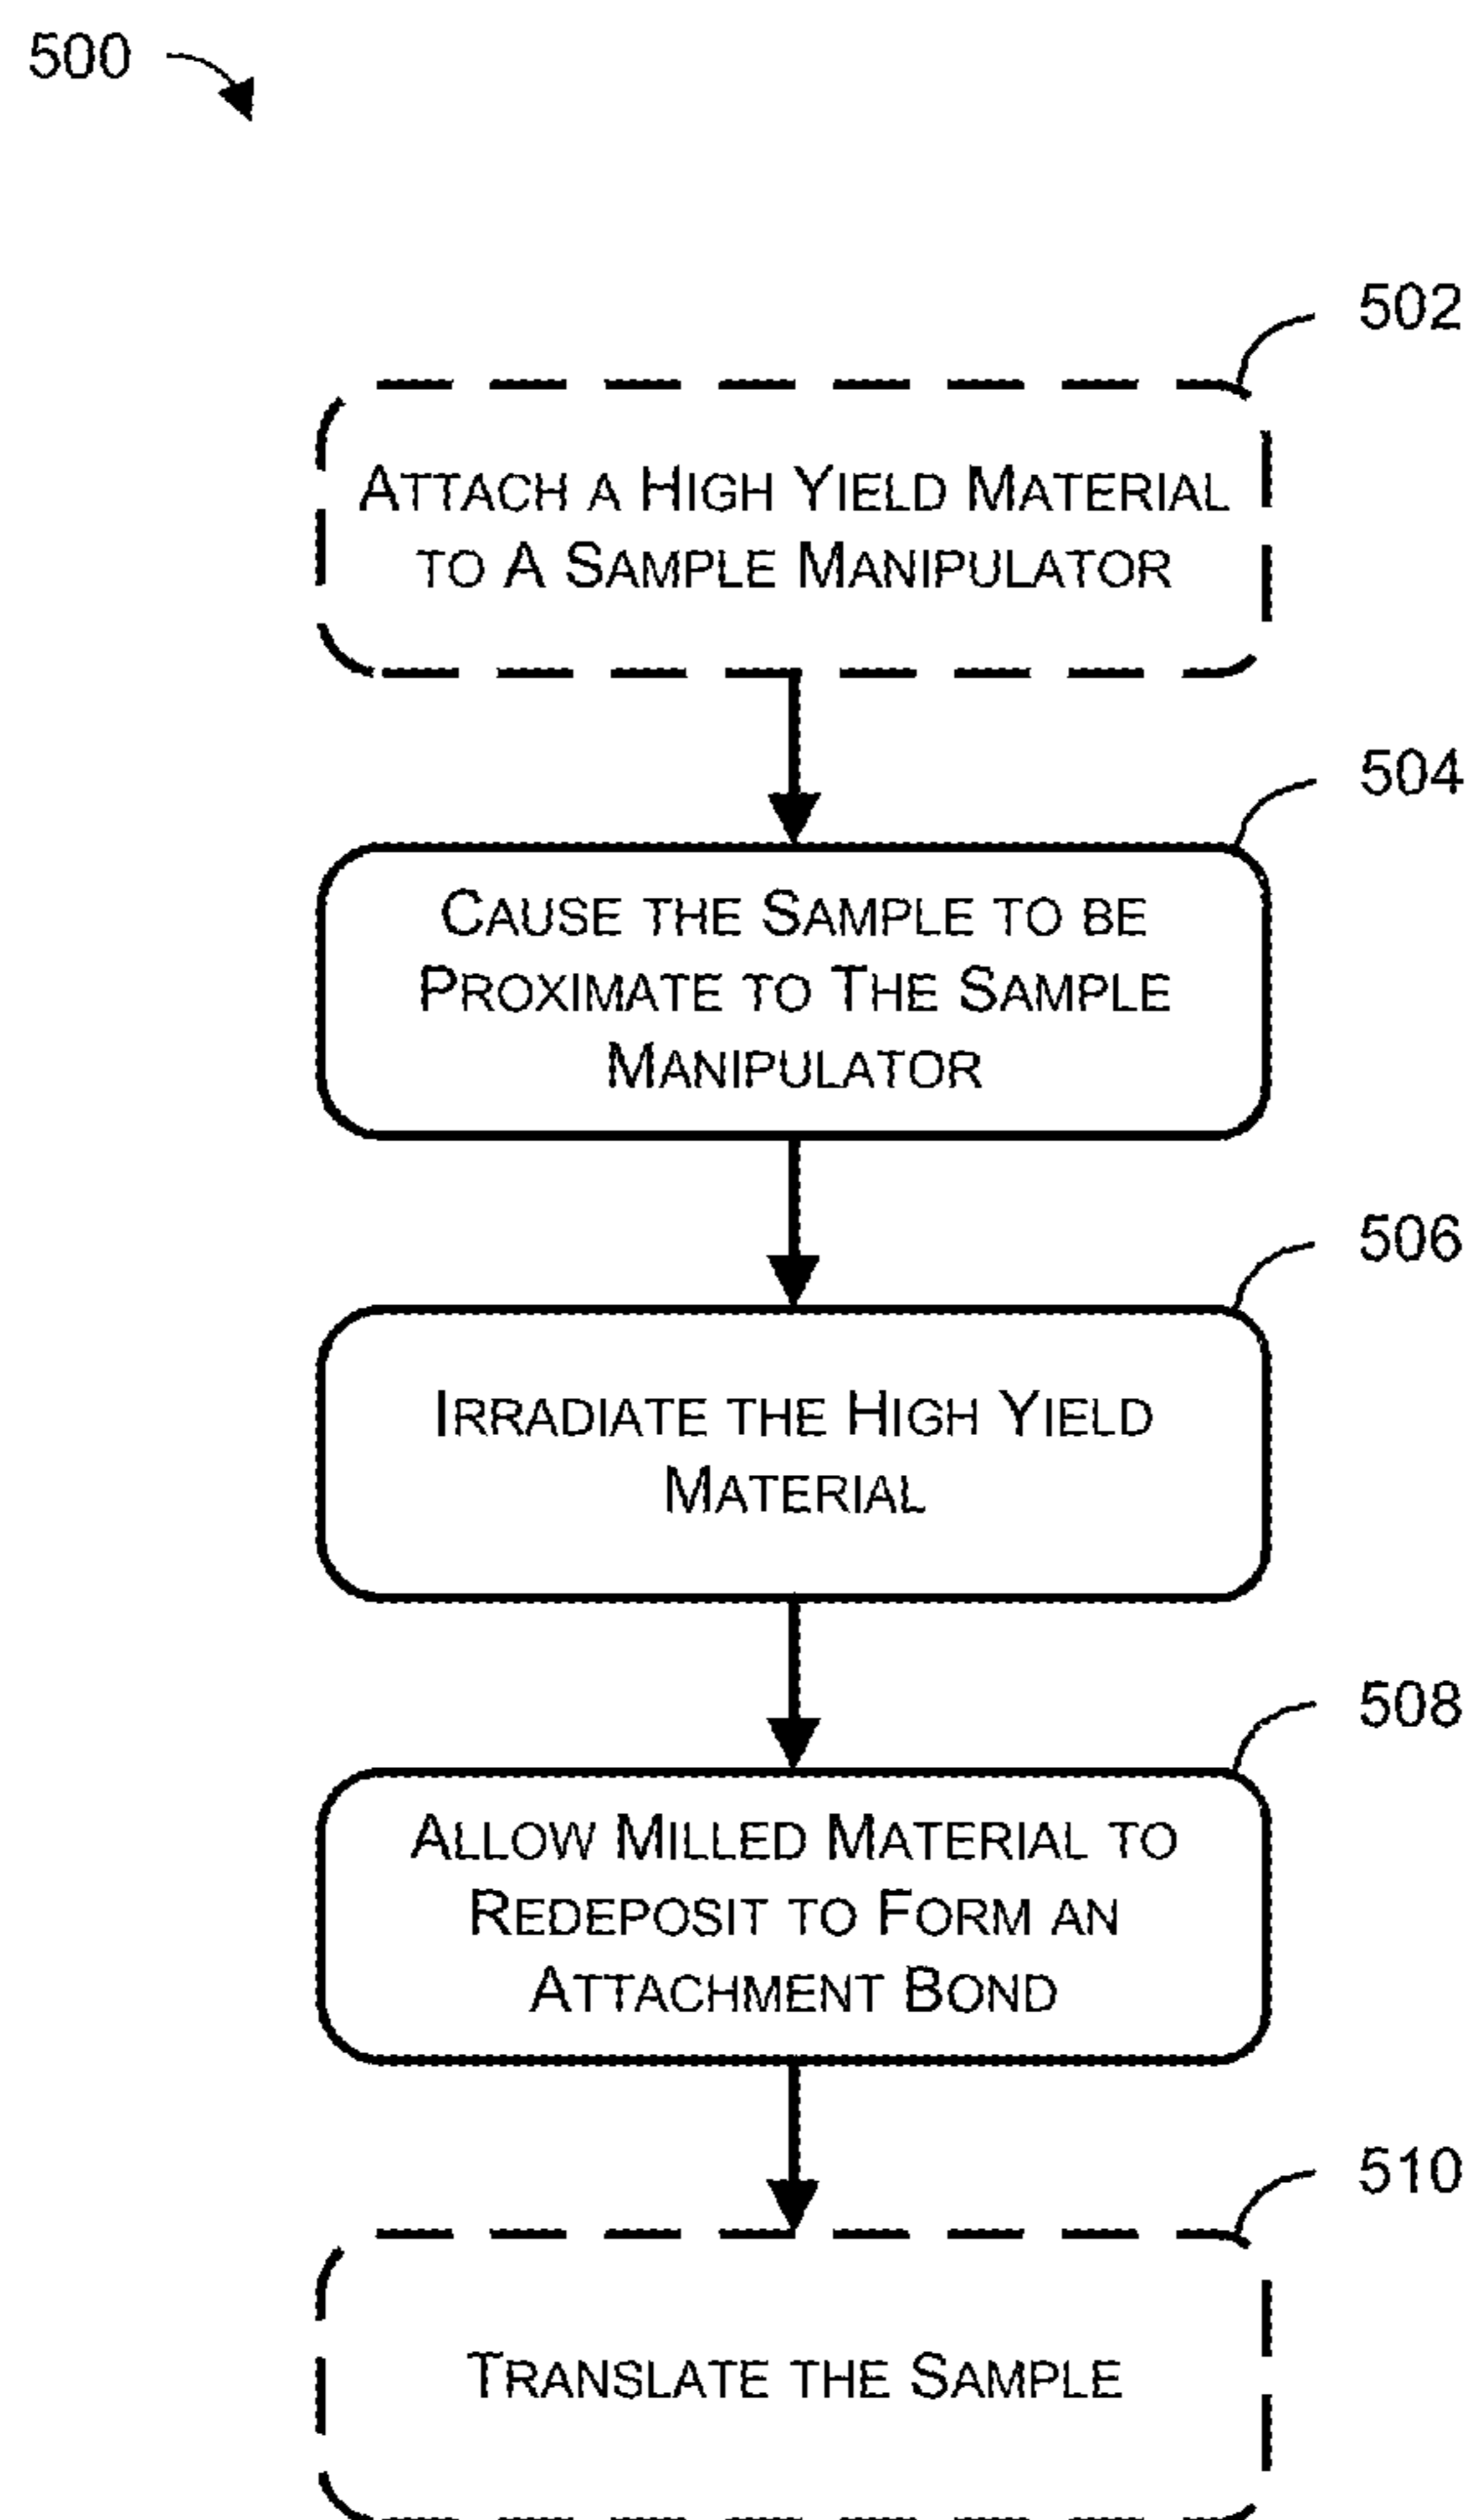 500
502
ATTACH A HIGH YIELD MATERIAL
TO A SAMPLE MANIPULATOR
504
CAUSE THE SAMPLE TO BE
PROXIMATE TO THE SAMPLE
MANIPULATOR
506
IRRADIATE THE HIGH YIELD
MATERIAL
508
ALLOW MILLED MATERIAL TO
REDEPOSIT TO FORM AN
ATTACHMENT BOND
510
TRANSLATE THE SAMPLE